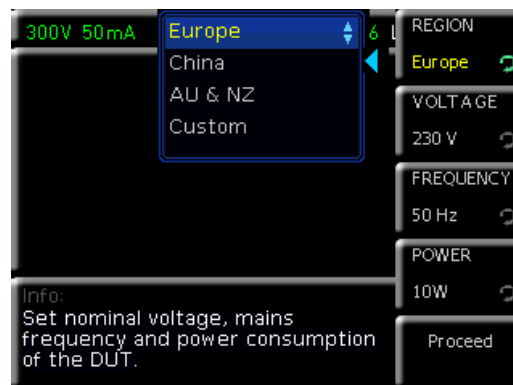 300V 50mA
6 L
Europe
China
AU & NZ
Custom
REGION
Europe
VOLTAGE
230 V
FREQUENCY
50 Hz
POWER
10W
Proceed
Info:
Set nominal voltage, mains
frequency and power consumption
of the DUT.